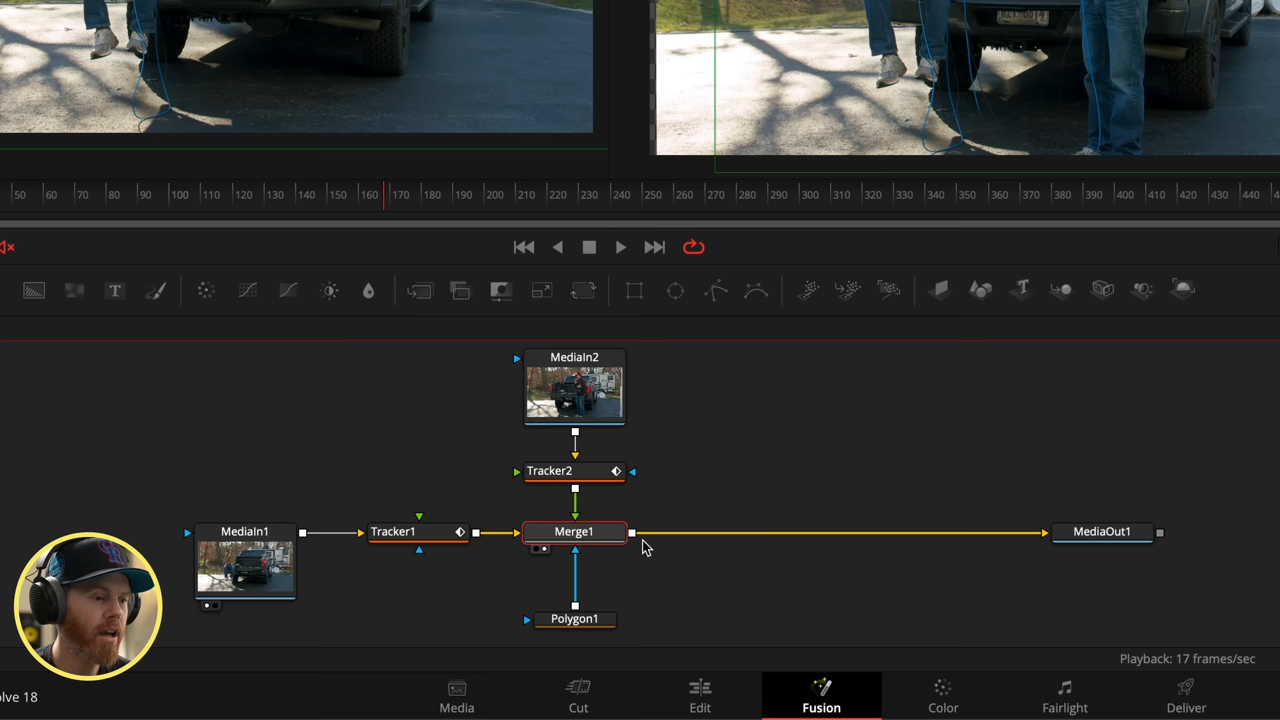 50 60 70 80 90 100 110 120 130 140 150 160 170 180 190 200 210 220 230 240 250 260 270 280 290 300 310 320 330 340 350 360 370 380 390 400 410 420 430 440
T
MediaIn2
Tracker2
MediaIn1
Tracker1
Merge1
MediaOut1
Polygon1
Playback: 17 frames/sec
lve 18
Media
Cut
Edit
Fusion
Color
Fairlight
Deliver